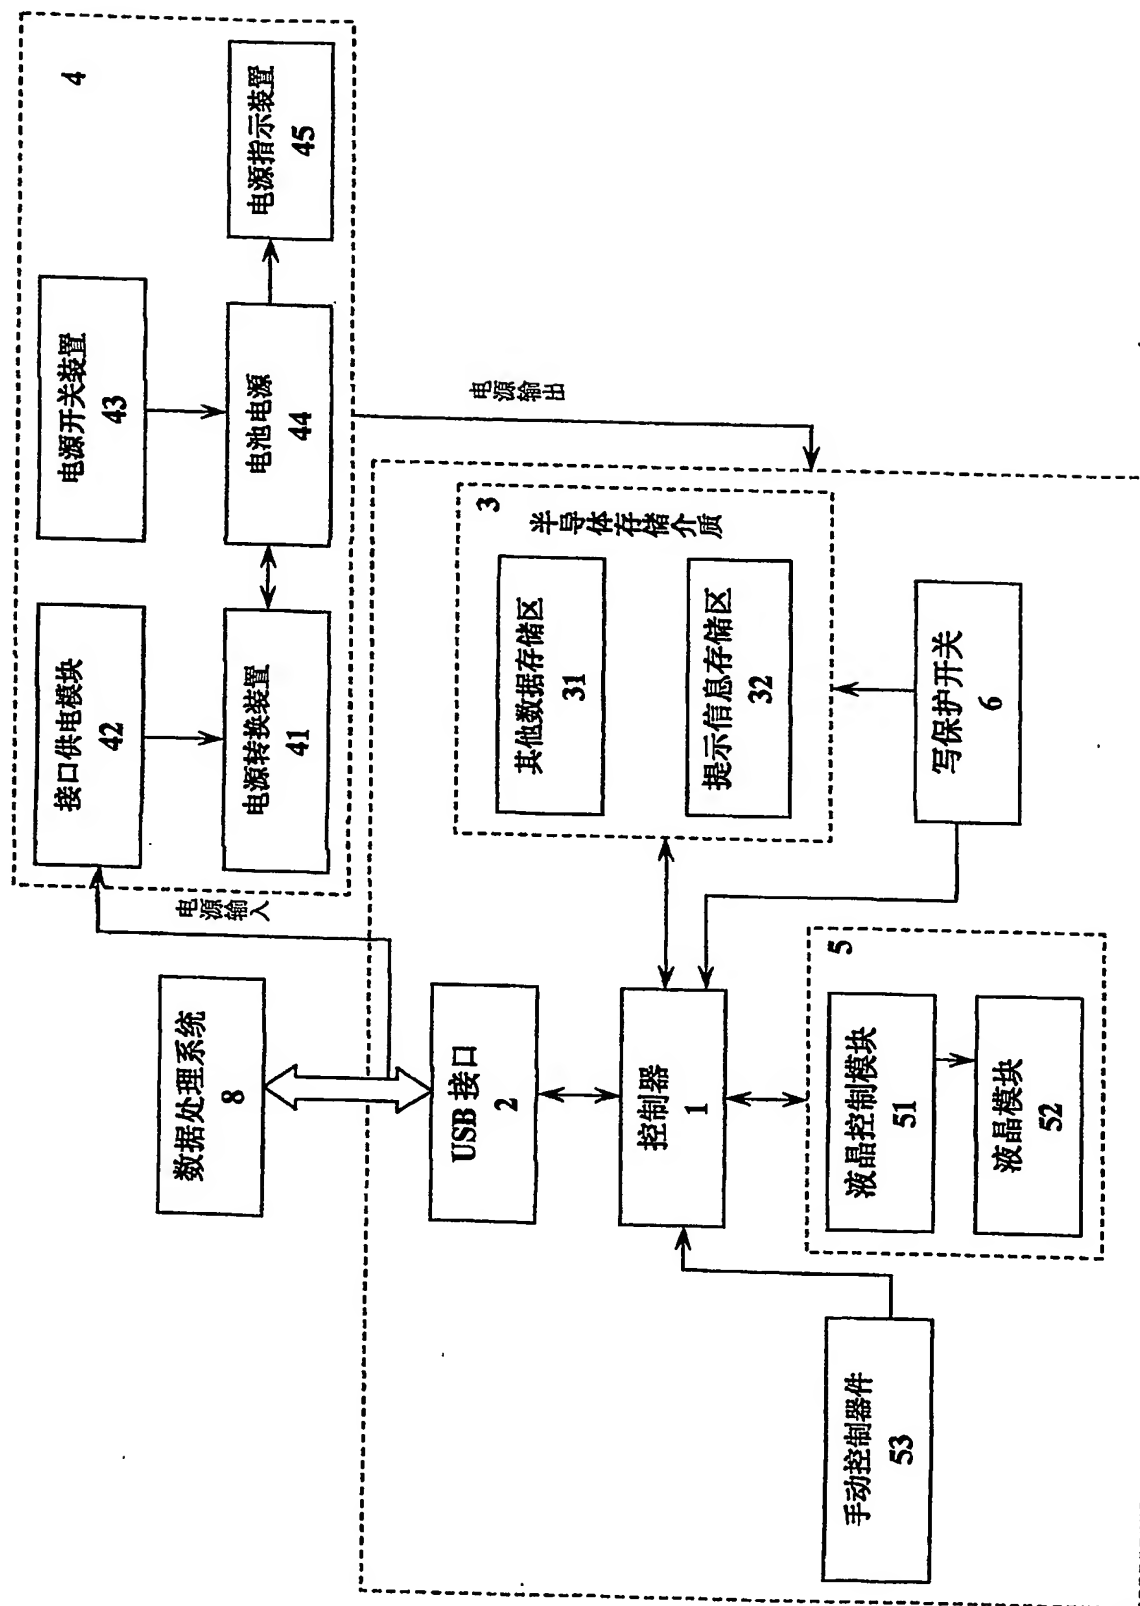 4
电源指示装置
45
电源开关装置
43
电池电源
44
接口供电模块
42
电源转换装置
41
电源输入
电源输出
数据处理系统
8
USB 接口
2
控制器
1
3
半导体存储介质
其他数据存储区
31
提示信息存储区
32
写保护开关
6
5
液晶控制模块
51
液晶模块
52
手动控制器件
53